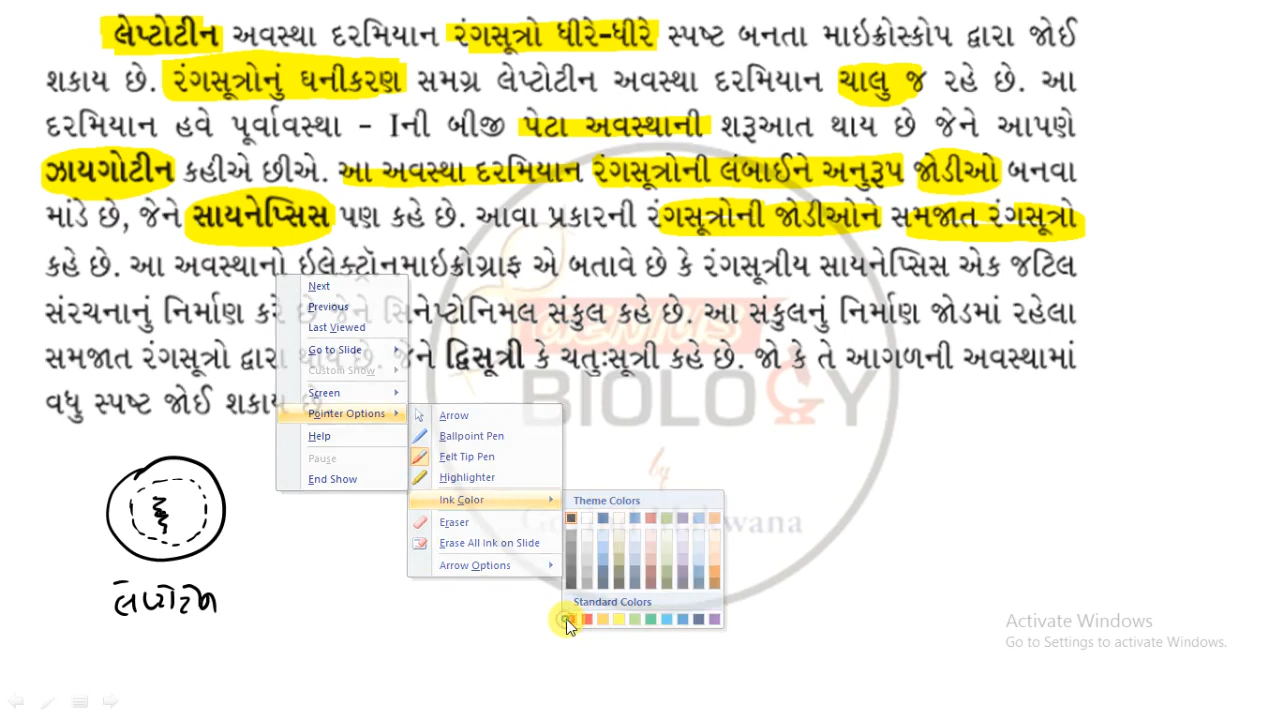 લેપ્ટોટીન અવસ્થા દરમિયાન રંગસૂત્રો ધીરે-ધીરે સ્પષ્ટ બનતા માઇક્રોસ્કોપ દ્વારા જોઈ
શકાય છે. રંગસૂત્રોનું ઘનીકરણ સમગ્ર લેપ્ટોટીન અવસ્થા દરમિયાન ચાલુ જ રહે છે. આ
દરમિયાન હવે પૂર્વાવસ્થા - Iની બીજી પેટા અવસ્થાની શરૂઆત થાય છે જેને આપણે
ઝાયગોટીન કહીએ છીએ. આ અવસ્થા દરમિયાન રંગસૂત્રોની લંબાઈને અનુરૂપ જોડીઓ બનવા
માંડે છે, જેને સાયનેપ્સિસ પણ કહે છે. આવા પ્રકારની રંગસૂત્રોની જોડીઓને સમજાત રંગસૂત્રો
કહે છે. આ અવસ્થાનો ઇલેક્ટ્રૉનમાઇક્રોગ્રાફ એ બતાવે છે કે રંગસૂત્રીય સાયનેપ્સિસ એક જટિલ
સંરચનાનું નિર્માણ કરે છે જેને સિનેપ્ટોનિમલ સંકુલ કહે છે. આ સંકુલનું નિર્માણ જોડમાં રહેલા
સમજાત રંગસૂત્રો દ્વારા થાય છે. જેને દ્વિસૂત્રી કે ચતુઃસૂત્રી કહે છે. જો કે તે આગળની અવસ્થામાં
વધુ સ્પષ્ટ જોઈ શકાય છે
Next
Previous
Last Viewed
Go to Slide
Custom Show
Screen
Pointer Options
Help
Pause
End Show
Arrow
Ballpoint Pen
Felt Tip Pen
Highlighter
Ink Color
Eraser
Erase All Ink on Slide
Arrow Options
Theme Colors
Standard Colors
GENIUS
BIOLOGY
by
લેપ્ટોટીન
Activate Windows
Go to Settings to activate Windows.